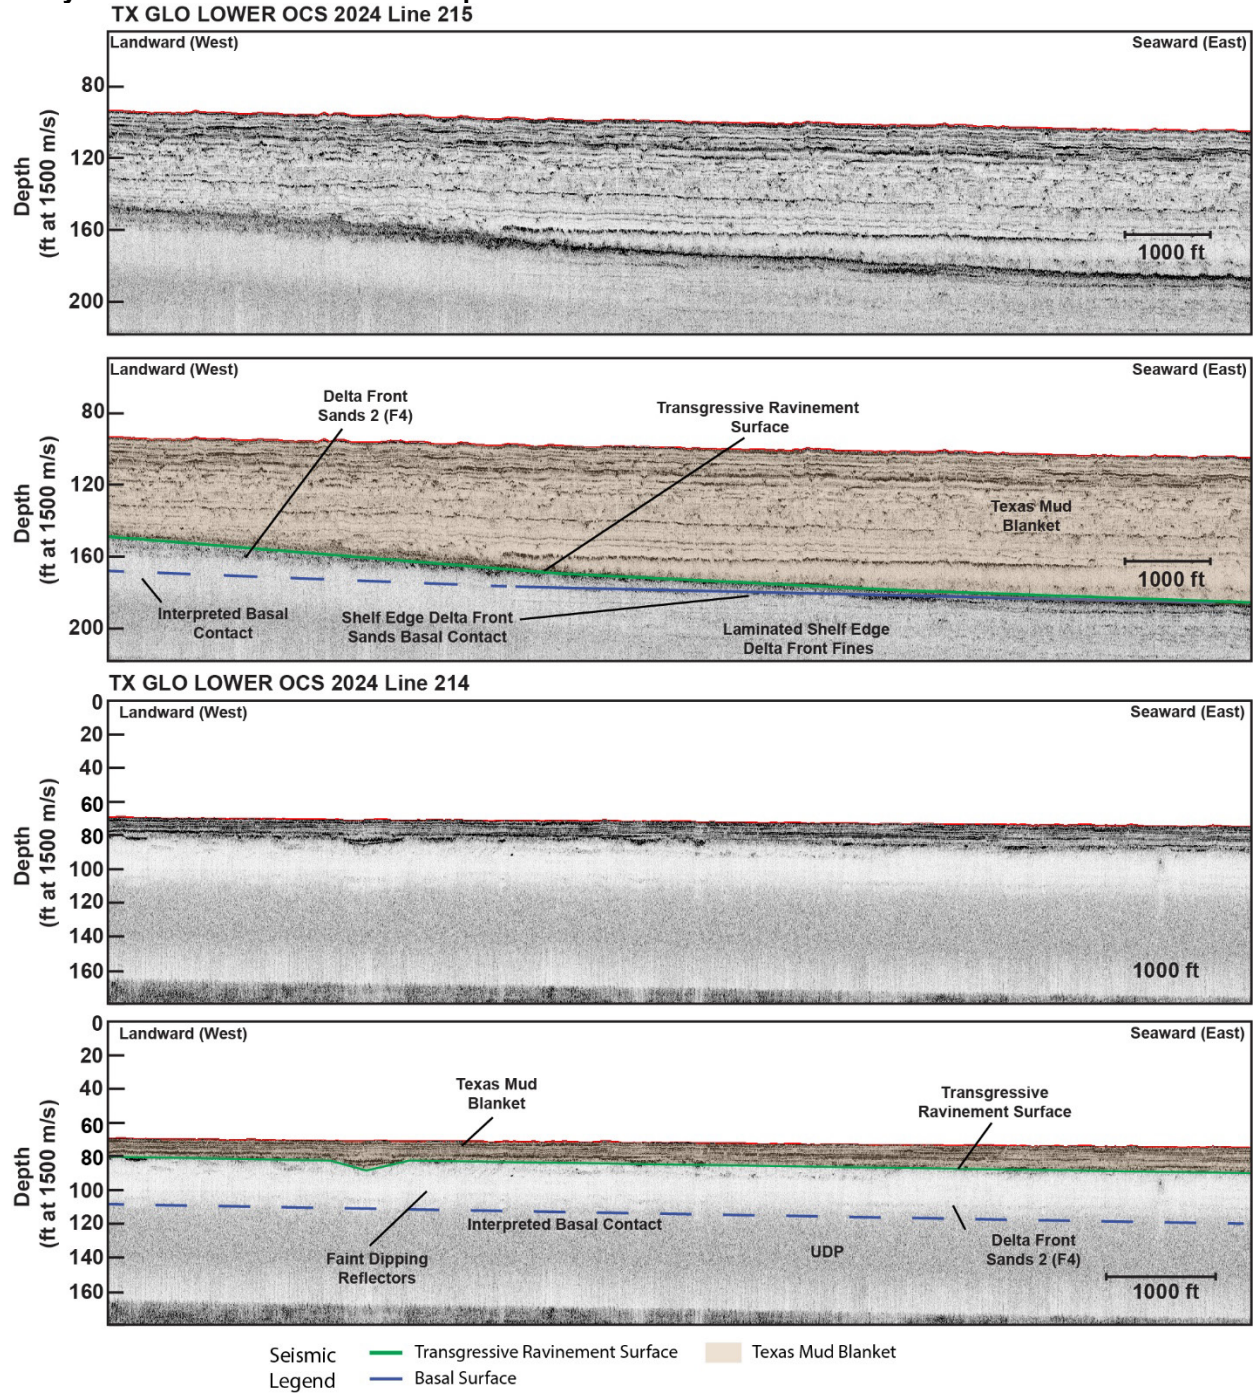 TX GLO LOWER OCS 2024 Line 215
Landward (West)
Seaward (East)
80
120
160
200
Depth
(ft at 1500 m/s)
1000 ft
Landward (West)
Seaward (East)
80
120
160
200
Depth
(ft at 1500 m/s)
Delta Front
Sands 2 (F4)
Transgressive Ravinement
Surface
Texas Mud
Blanket
1000 ft
Interpreted Basal
Contact
Shelf Edge Delta Front
Sands Basal Contact
Laminated Shelf Edge
Delta Front Fines
TX GLO LOWER OCS 2024 Line 214
Landward (West)
Seaward (East)
0
20
40
60
80
100
120
140
160
Depth
(ft at 1500 m/s)
1000 ft
Landward (West)
Seaward (East)
0
20
40
60
80
100
120
140
160
Depth
(ft at 1500 m/s)
Texas Mud
Blanket
Transgressive
Ravinement Surface
Interpreted Basal Contact
Faint Dipping
Reflectors
UDP
Delta Front
Sands 2 (F4)
1000 ft
Seismic
Legend
Transgressive Ravinement Surface
Texas Mud Blanket
Basal Surface